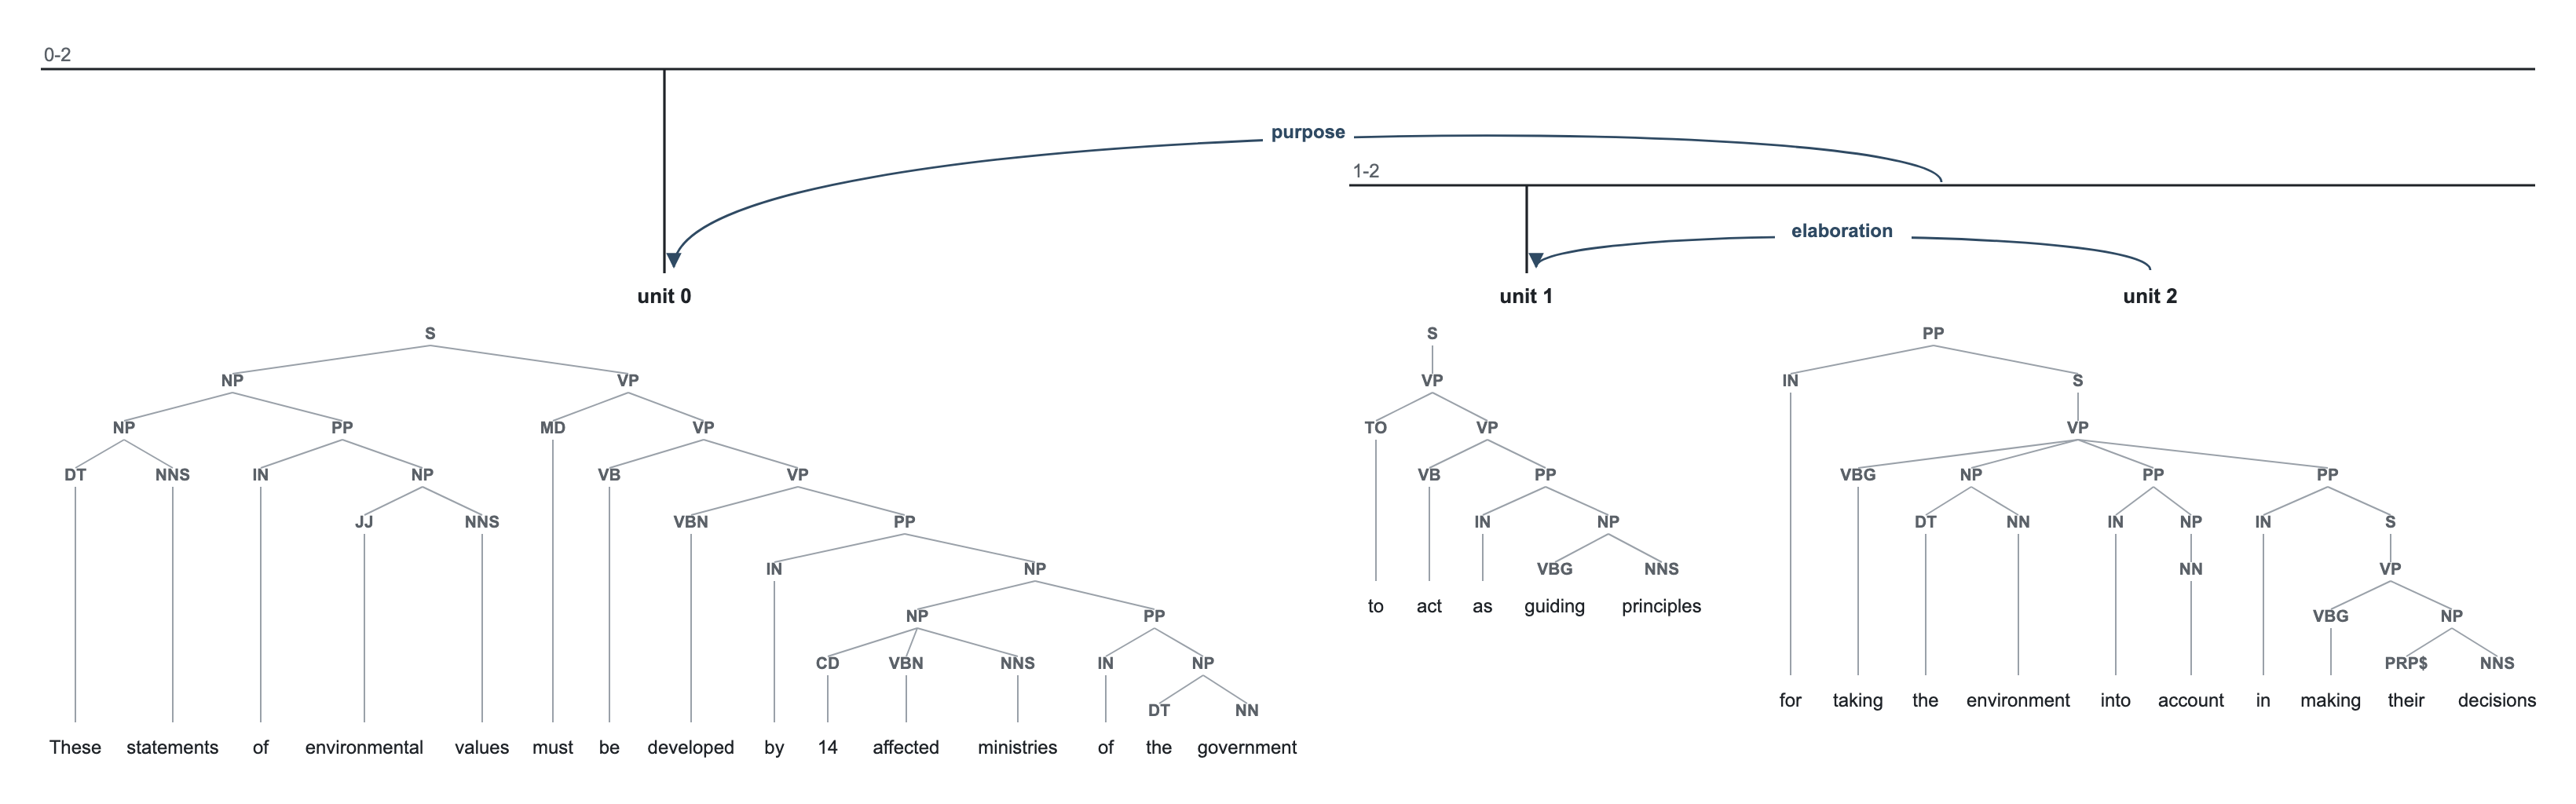 0-2
purpose
1-2
elaboration
unit 0 unit 1 unit 2
S S PP
NP VP VP IN S
NP PP MD VP TO VP VP
DT NNS IN NP VB VP VB PP VBG NP PP PP
JJ NNS VBN PP IN NP DT NN IN NP IN S
IN NP VBG NNS NN VP
to act as guiding principles
NP PP VBG NP
CD VBN NNS IN NP PRP$ NNS
for taking the environment into account in making their decisions
DT NN
These statements of environmental values must be developed by 14 affected ministries of the government